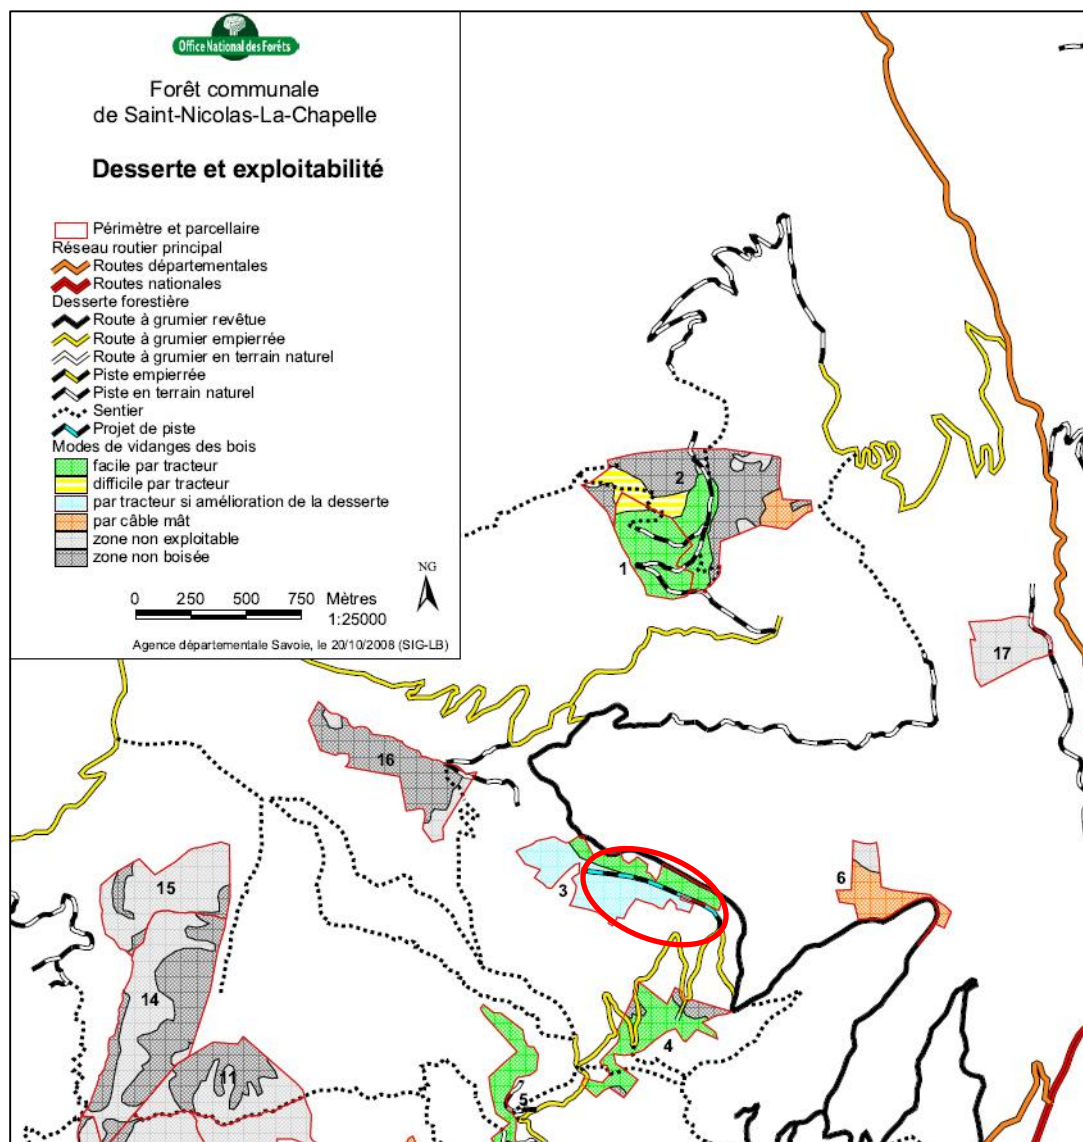 Office National des Forêts
Forêt communale
de Saint-Nicolas-La-Chapelle
Desserte et exploitabilité
Périmètre et parcellaire
Réseau routier principal
Routes départementales
Routes nationales
Desserte forestière
Route à grumier revêtue
Route à grumier empierrée
Route à grumier en terrain naturel
Piste empierrée
Piste en terrain naturel
Sentier
Projet de piste
Modes de vidanges des bois
facile par tracteur
difficile par tracteur
par tracteur si amélioration de la desserte
par câble mât
zone non exploitable
zone non boisée
NG
0 250 500 750 Mètres
1:25000
Agence départementale Savoie, le 20/10/2008 (SIG-LB)
2
1
17
16
3
6
15
14
4
11
5